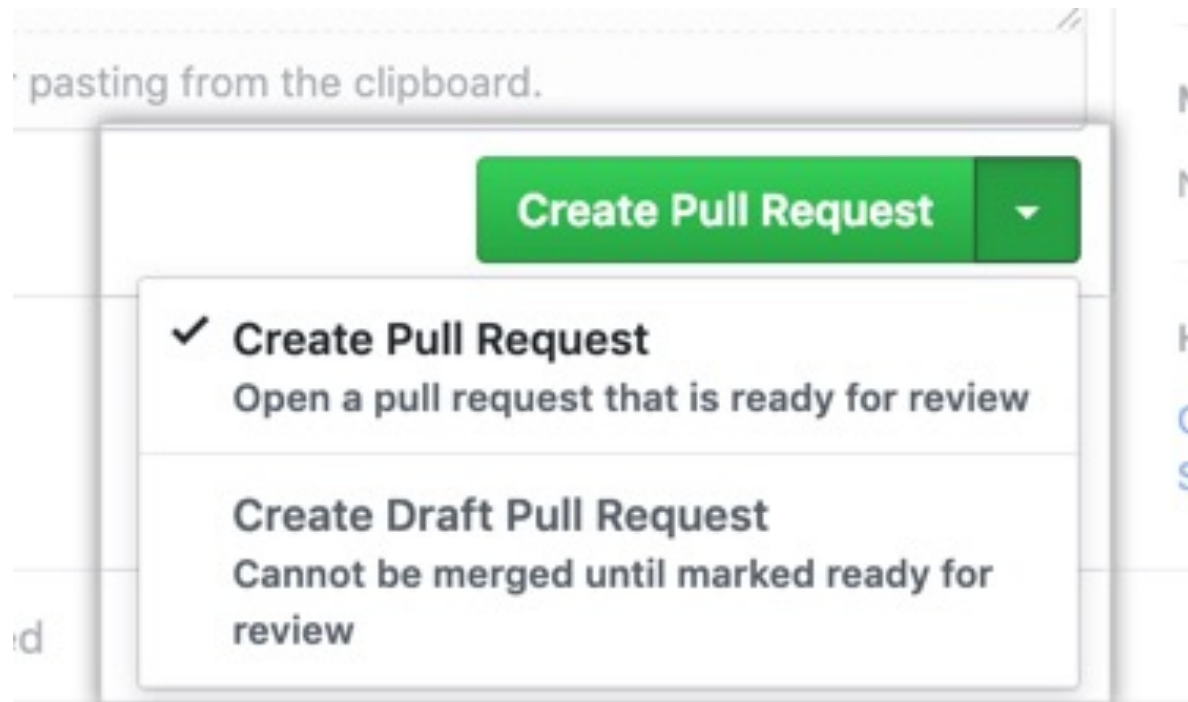 pasting from the clipboard.
Create Pull Request
Create Pull Request
Open a pull request that is ready for review
Create Draft Pull Request
Cannot be merged until marked ready for
review